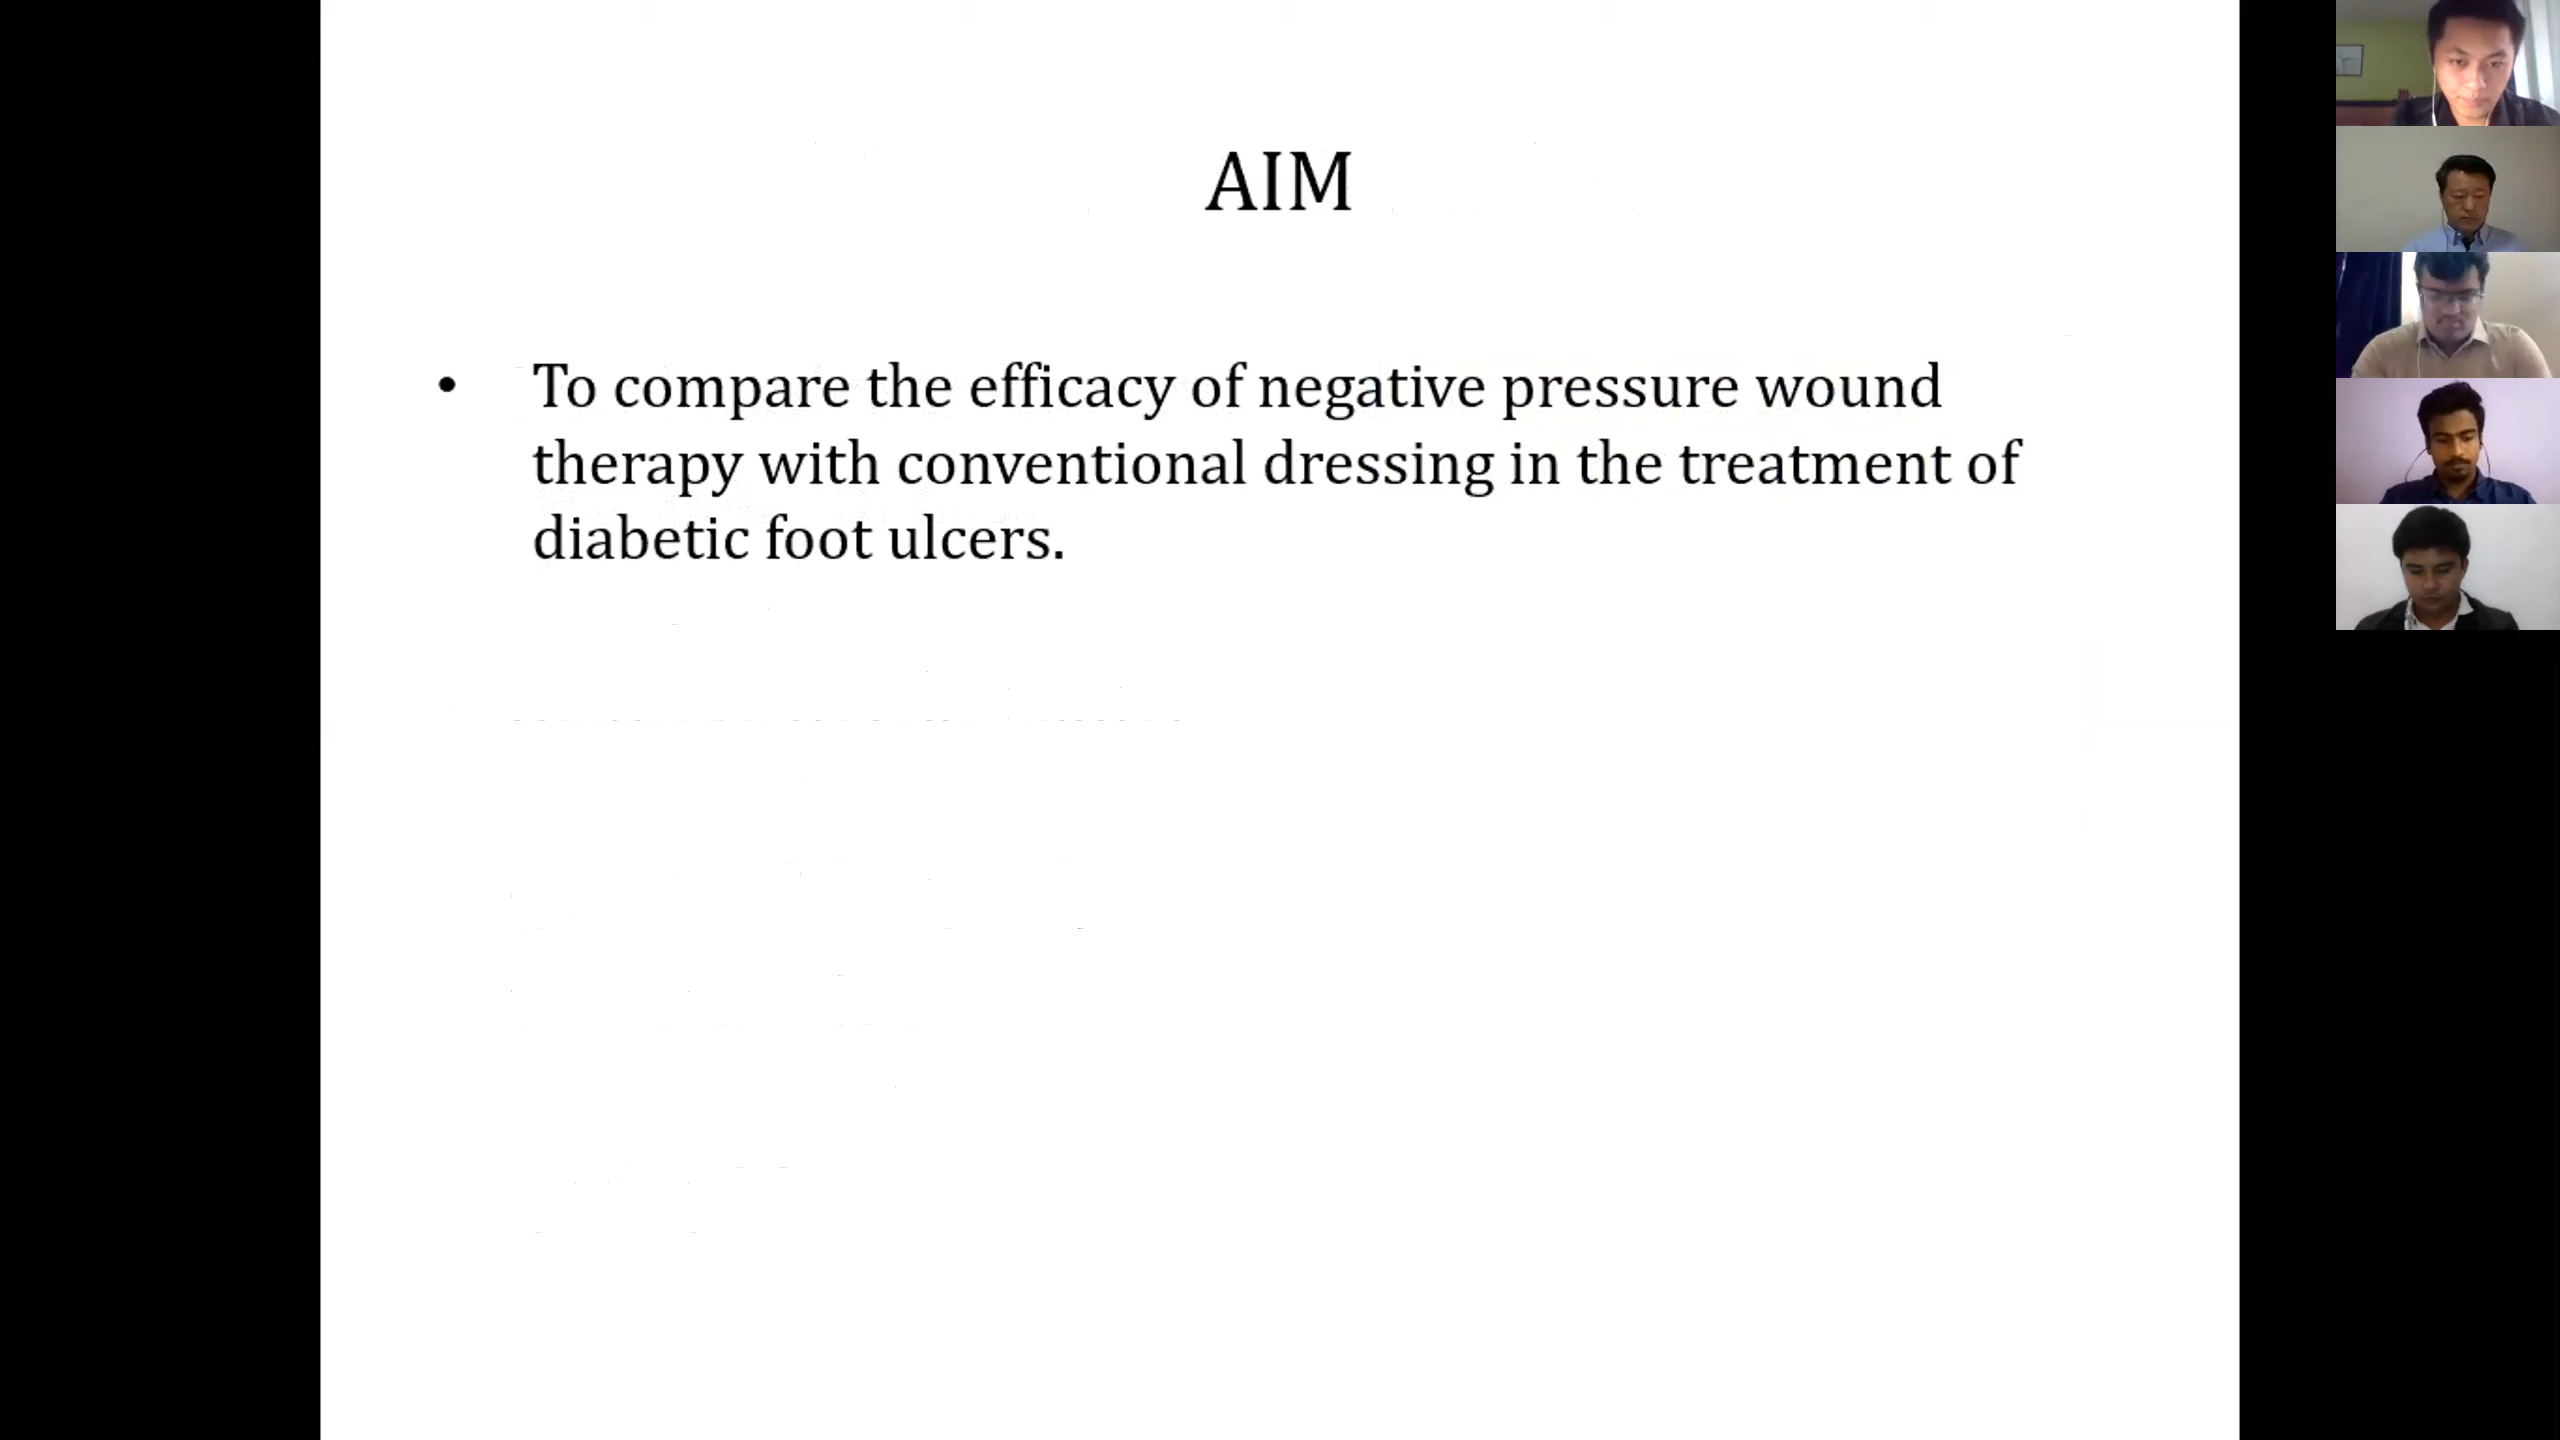 AIM
• To compare the efficacy of negative pressure wound
therapy with conventional dressing in the treatment of
diabetic foot ulcers.